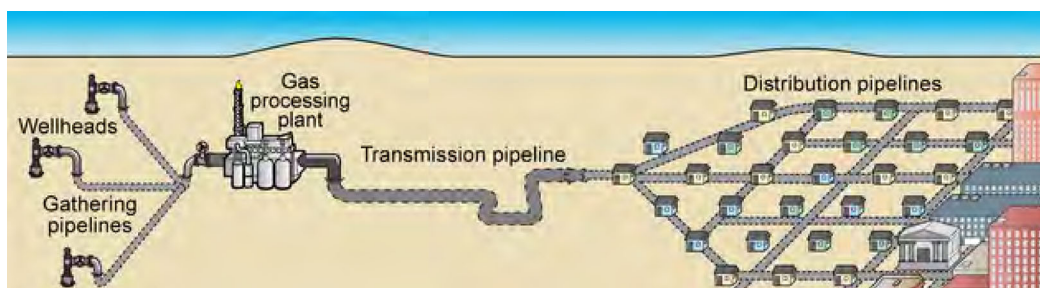 Wellheads
Gathering
pipelines
Gas
processing
plant
Transmission pipeline
Distribution pipelines